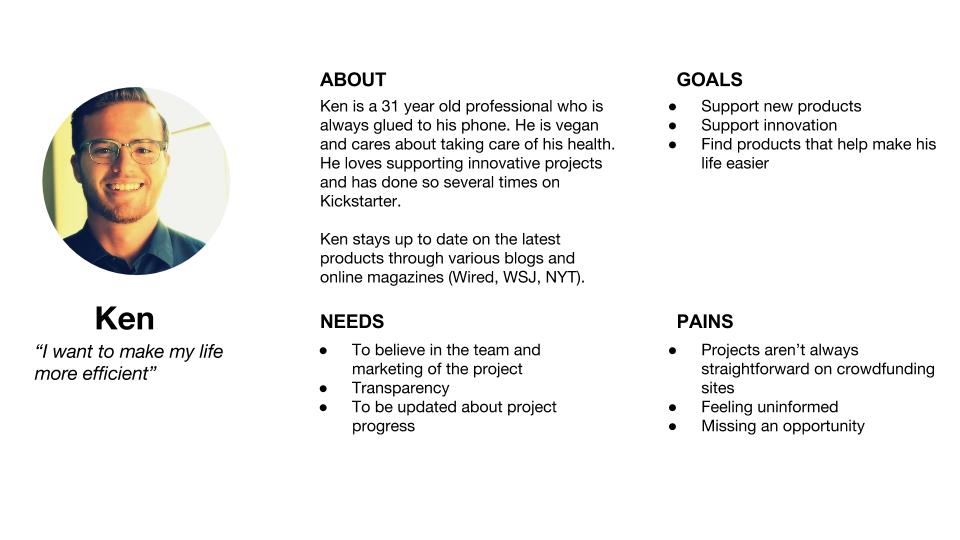 Ken
“I want to make my life
more efficient”
ABOUT
Ken is a 31 year old professional who is
always glued to his phone. He is vegan
and cares about taking care of his health.
He loves supporting innovative projects
and has done so several times on
Kickstarter.
Ken stays up to date on the latest
products through various blogs and
online magazines (Wired, WSJ, NYT).
GOALS
● Support new products
● Support innovation
● Find products that help make his
life easier
NEEDS
● To believe in the team and
marketing of the project
● Transparency
● To be updated about project
progress
PAINS
● Projects aren’t always
straightforward on crowdfunding
sites
● Feeling uninformed
● Missing an opportunity